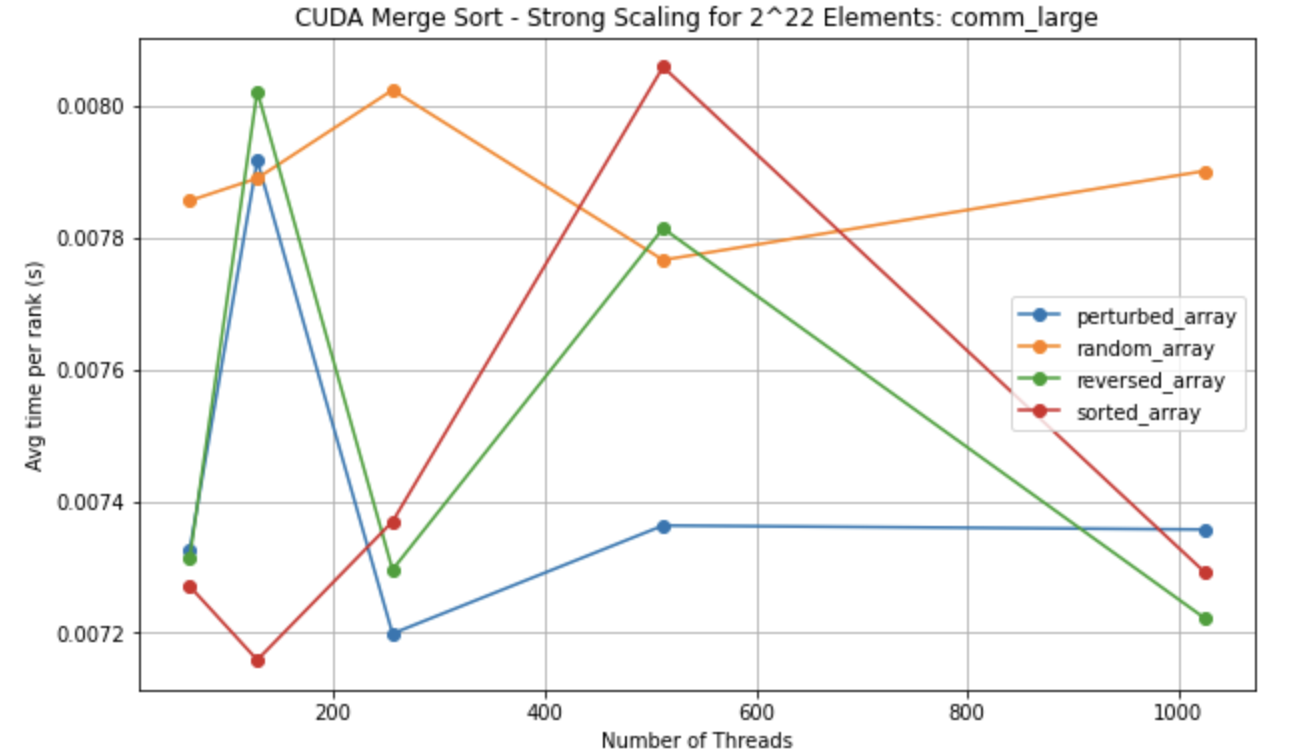 CUDA Merge Sort - Strong Scaling for 2^22 Elements: comm_large
Avg time per rank (s)
0.0080
0.0078
0.0076
0.0074
0.0072
perturbed_array
random_array
reversed_array
sorted_array
200 400 600 800 1000
Number of Threads